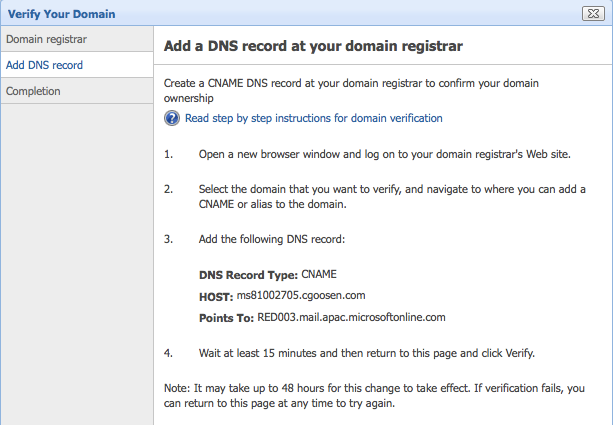 Verify Your Domain
Domain registrar
Add DNS record
Completion
Add a DNS record at your domain registrar
Create a CNAME DNS record at your domain registrar to confirm your domain
ownership
Read step by step instructions for domain verification
1. Open a new browser window and log on to your domain registrar's Web site.
2. Select the domain that you want to verify, and navigate to where you can add a
CNAME or alias to the domain.
3. Add the following DNS record:
DNS Record Type: CNAME
HOST: ms81002705.cgoosen.com
Points To: RED003.mail.apac.microsoftonline.com
4. Wait at least 15 minutes and then return to this page and click Verify.
Note: It may take up to 48 hours for this change to take effect. If verification fails, you
can return to this page at any time to try again.